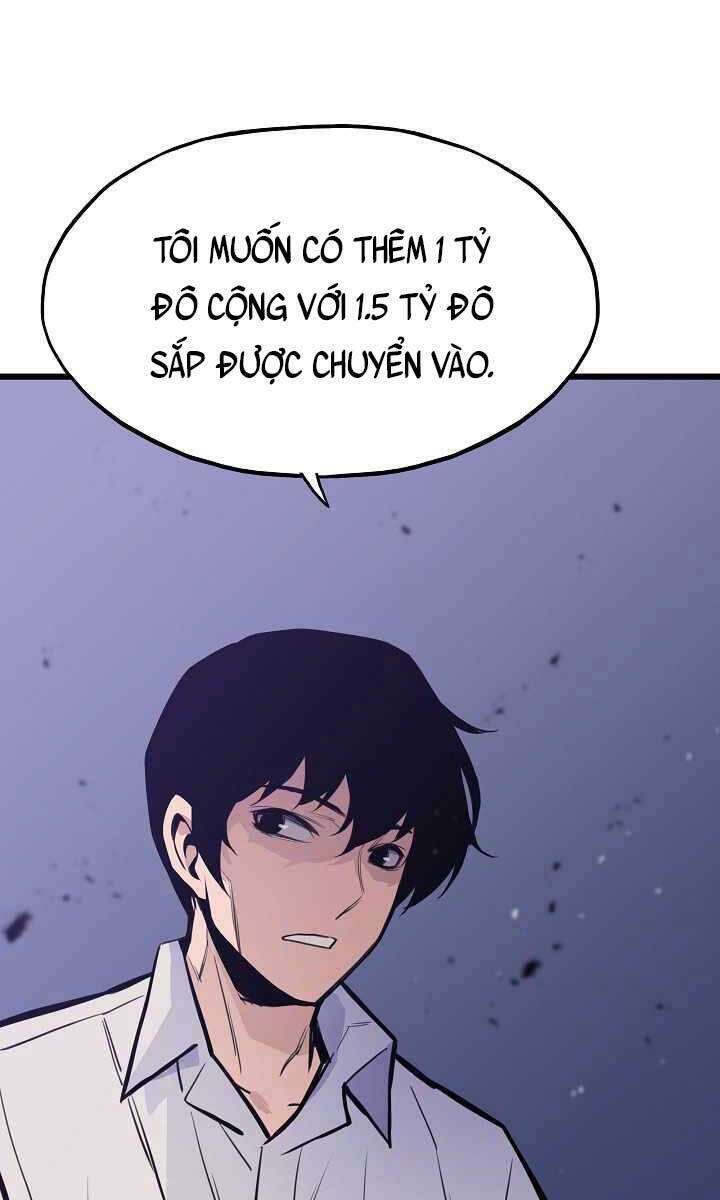 TÔI MUỐN CÓ THÊM 1 TỶ
ĐÔ CỘNG VỚI 1.5 TỶ ĐÔ
SẮP ĐƯỢC CHUYỂN VÀO.